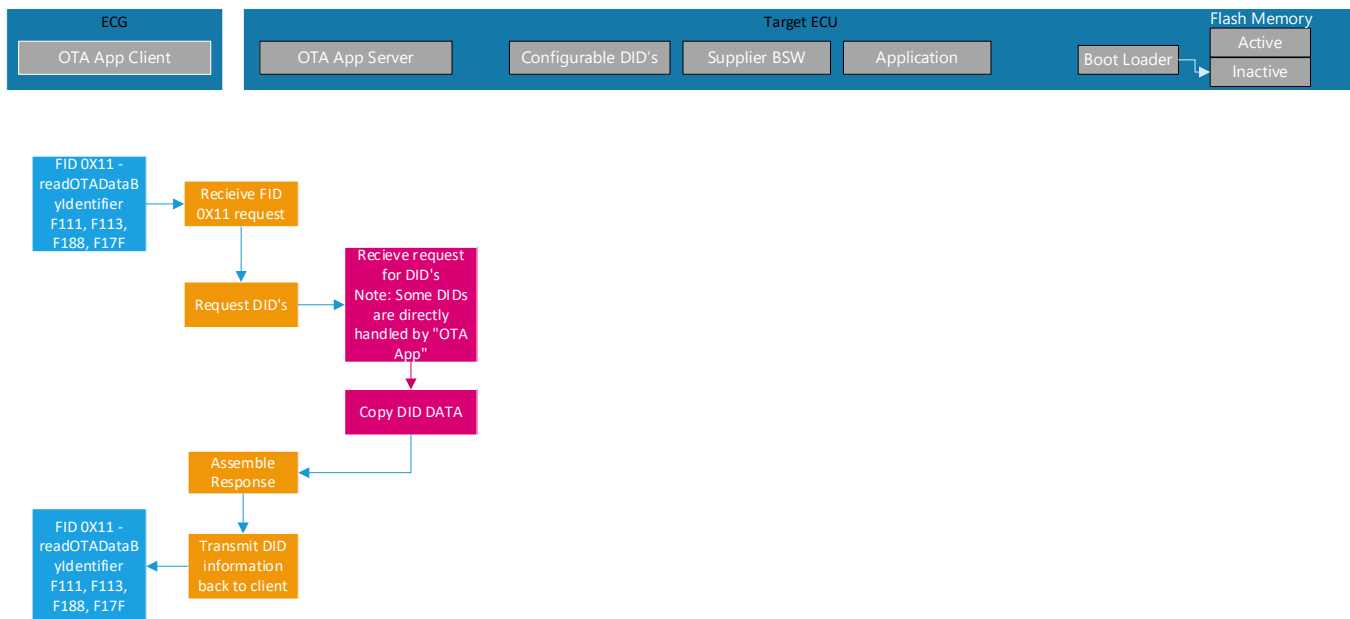 ECG
Target ECU
Flash Memory
OTA App Client
OTA App Server
Configurable DID's
Supplier BSW
Application
Boot Loader
Active
Inactive
FID 0X11 -
readOTADataB
yIdentifier
F111, F113,
F188, F17F
Recieive FID
0X11 request
Request DID's
Recieve request
for DID's
Note: Some DIDs
are directly
handled by "OTA
App"
Copy DID DATA
Assemble
Response
FID 0X11 -
readOTADataB
yIdentifier
F111, F113,
F188, F17F
Transmit DID
information
back to client